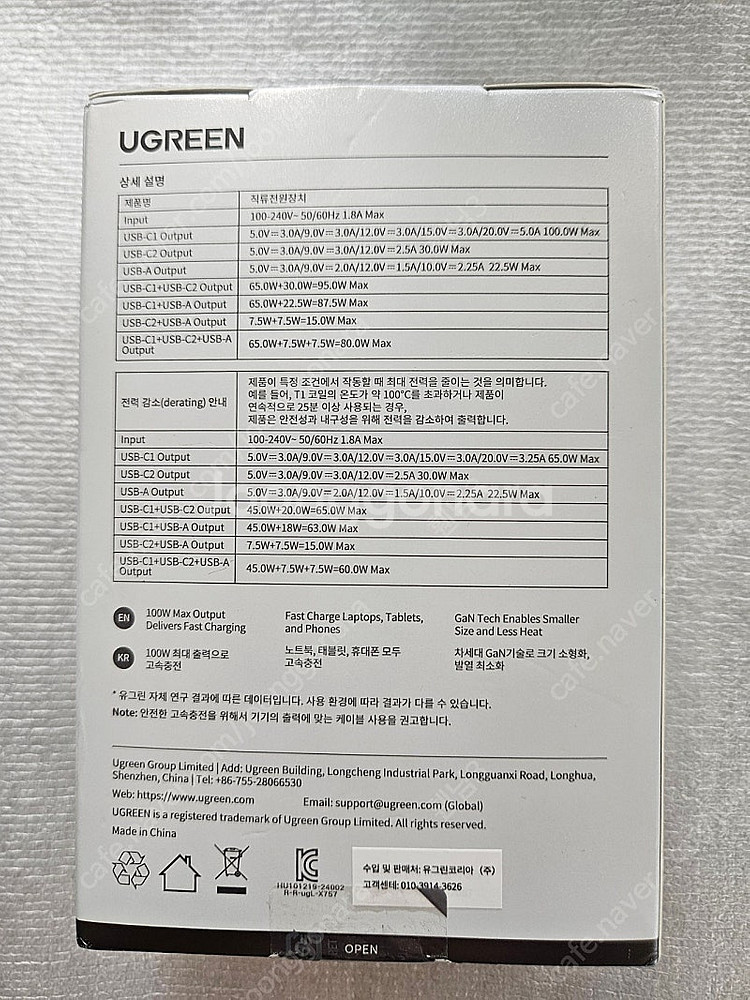 UGREEN
상세 설명
제품명 직류전원장치
Input 100-240V~ 50/60Hz 1.8A Max
USB-C1 Output 5.0V⎓3.0A/9.0V⎓3.0A/12.0V⎓3.0A/15.0V⎓3.0A/20.0V⎓5.0A 100.0W Max
USB-C2 Output 5.0V⎓3.0A/9.0V⎓3.0A/12.0V⎓2.5A 30.0W Max
USB-A Output 5.0V⎓3.0A/9.0V⎓2.0A/12.0V⎓1.5A/10.0V⎓2.25A 22.5W Max
USB-C1+USB-C2 Output 65.0W+30.0W=95.0W Max
USB-C1+USB-A Output 65.0W+22.5W=87.5W Max
USB-C2+USB-A Output 7.5W+7.5W=15.0W Max
USB-C1+USB-C2+USB-A
Output 65.0W+7.5W+7.5W=80.0W Max
전력 감소(derating) 안내
제품이 특정 조건에서 작동할 때 최대 전력을 줄이는 것을 의미합니다.
예를 들어, T1 코일의 온도가 약 100°C를 초과하거나 제품이
연속적으로 25분 이상 사용되는 경우,
제품은 안전성과 내구성을 위해 전력을 감소하여 출력합니다.
Input 100-240V~ 50/60Hz 1.8A Max
USB-C1 Output 5.0V⎓3.0A/9.0V⎓3.0A/12.0V⎓3.0A/15.0V⎓3.0A/20.0V⎓3.25A 65.0W Max
USB-C2 Output 5.0V⎓3.0A/9.0V⎓3.0A/12.0V⎓2.5A 30.0W Max
USB-A Output 5.0V⎓3.0A/9.0V⎓2.0A/12.0V⎓1.5A/10.0V⎓2.25A 22.5W Max
USB-C1+USB-C2 Output 45.0W+20.0W=65.0W Max
USB-C1+USB-A Output 45.0W+18W=63.0W Max
USB-C2+USB-A Output 7.5W+7.5W=15.0W Max
USB-C1+USB-C2+USB-A
Output 45.0W+7.5W+7.5W=60.0W Max
EN 100W Max Output
Delivers Fast Charging
Fast Charge Laptops, Tablets,
and Phones
GaN Tech Enables Smaller
Size and Less Heat
KR 100W 최대 출력으로
고속충전
노트북, 태블릿, 휴대폰 모두
고속충전
차세대 GaN기술로 크기 소형화,
발열 최소화
* 유그린 자체 연구 결과에 따른 데이터입니다. 사용 환경에 따라 결과가 다를 수 있습니다.
Note: 안전한 고속충전을 위해서 기기의 출력에 맞는 케이블 사용을 권고합니다.
Ugreen Group Limited | Add: Ugreen Building, Longcheng Industrial Park, Longguanxi Road, Longhua,
Shenzhen, China | Tel: +86-755-28066530
Web: https://www.ugreen.com Email: support@ugreen.com (Global)
UGREEN is a registered trademark of Ugreen Group Limited. All rights reserved.
Made in China
HU101219-24002
R-R-ugL-X757
수입 및 판매처: 유그린코리아 (주)
고객센터: 010-3914-3626
OPEN